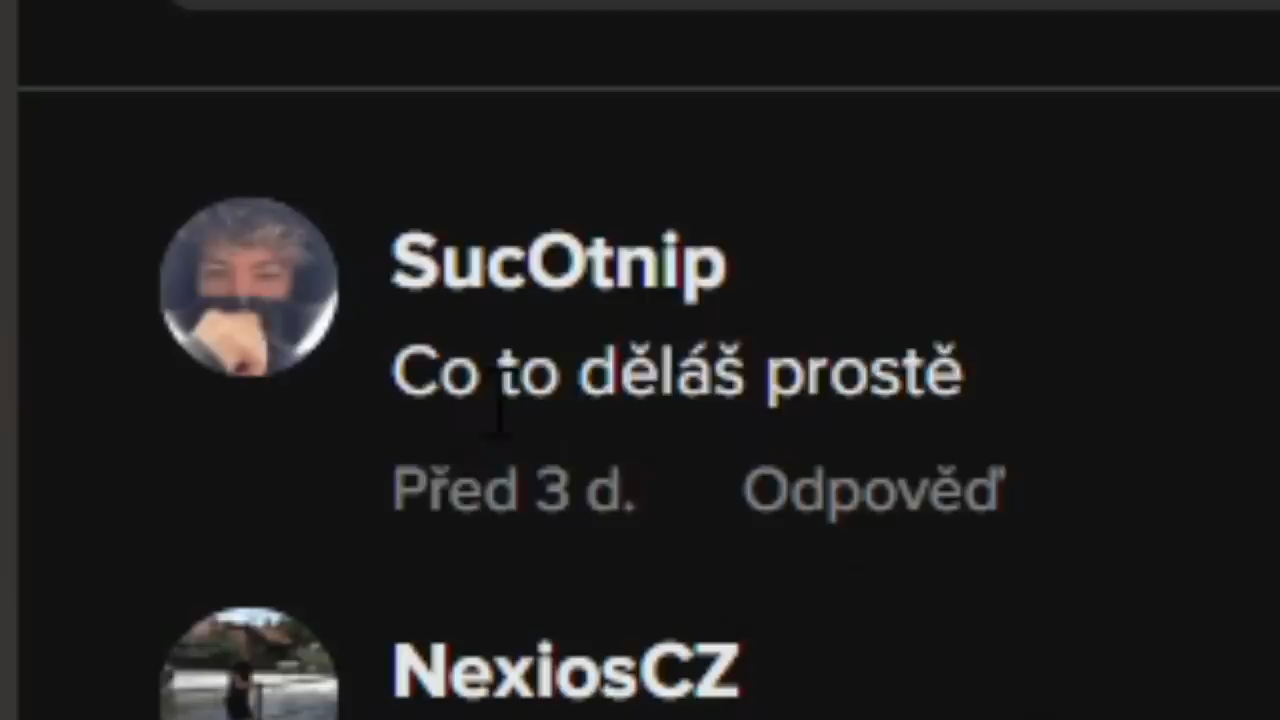 SucOtnip
Co to děláš prostě
Před 3 d. Odpověď
NexiosCZ